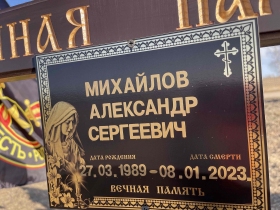 МИХАЙЛОВ
АЛЕКСАНДР
СЕРГЕЕВИЧ
ДАТА РОЖДЕНИЯ ДАТА СМЕРТИ
27.03.1989 – 08.01.2023
ВЕЧНАЯ ПАМЯТЬ